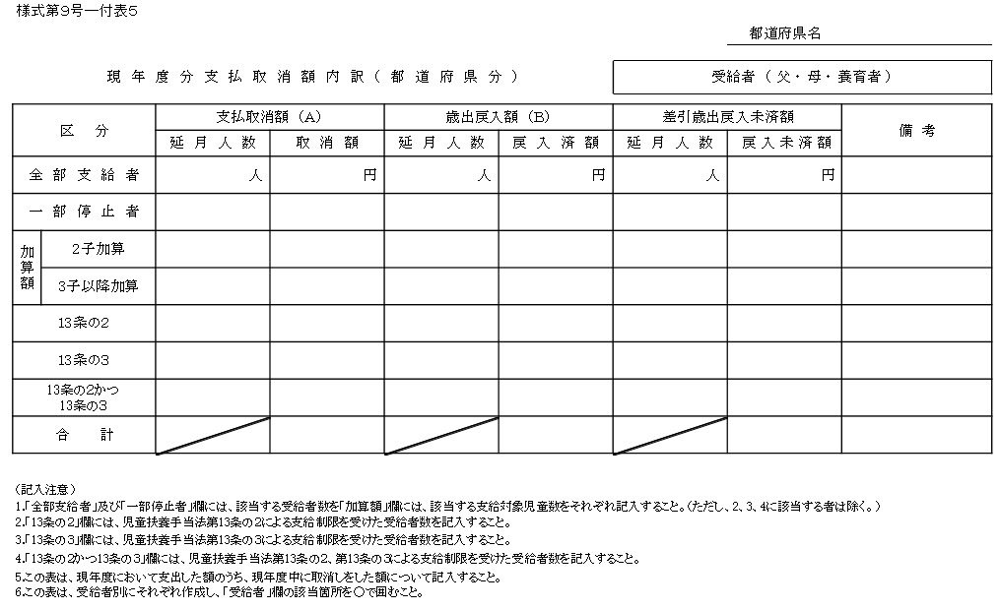 様式第９号－付表５
都道府県名
現年度分支払取消額内訳（都道府県分）
受給者（父・母・養育者）
区分 支払取消額（A） 歳出戻入額（B） 差引歳出戻入未済額 備考
延月人数 取消額 延月人数 戻入済額 延月人数 戻入未済額
全部支給者 人 円 人 円 人 円
一部停止者
加算額
２子加算
３子以降加算
13条の２
13条の３
13条の２かつ
13条の３
合計
（記入注意）
１．「全部支給者」及び「一部停止者」欄には、該当する受給者数を「加算額」欄には、該当する支給対象児童数をそれぞれ記入すること。（ただし、２、３、４に該当する者は除く。）
２．「13条の２」欄には、児童扶養手当法第13条の２による支給制限を受けた受給者数を記入すること。
３．「13条の３」欄には、児童扶養手当法第13条の３による支給制限を受けた受給者数を記入すること。
４．「13条の２かつ13条の３」欄には、児童扶養手当法第13条の２、第13条の３による支給制限を受けた受給者数を記入すること。
５．この表は、現年度において支出した額のうち、現年度中に取消しをした額について記入すること。
６．この表は、受給者別にそれぞれ作成し、「受給者」欄の該当箇所を○で囲むこと。